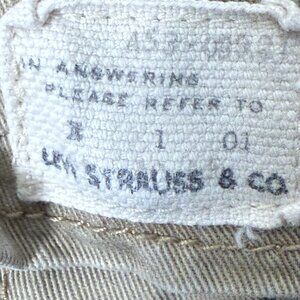 IN ANSWERING
PLEASE REFER TO
1 01
LEVI STRAUSS & CO.